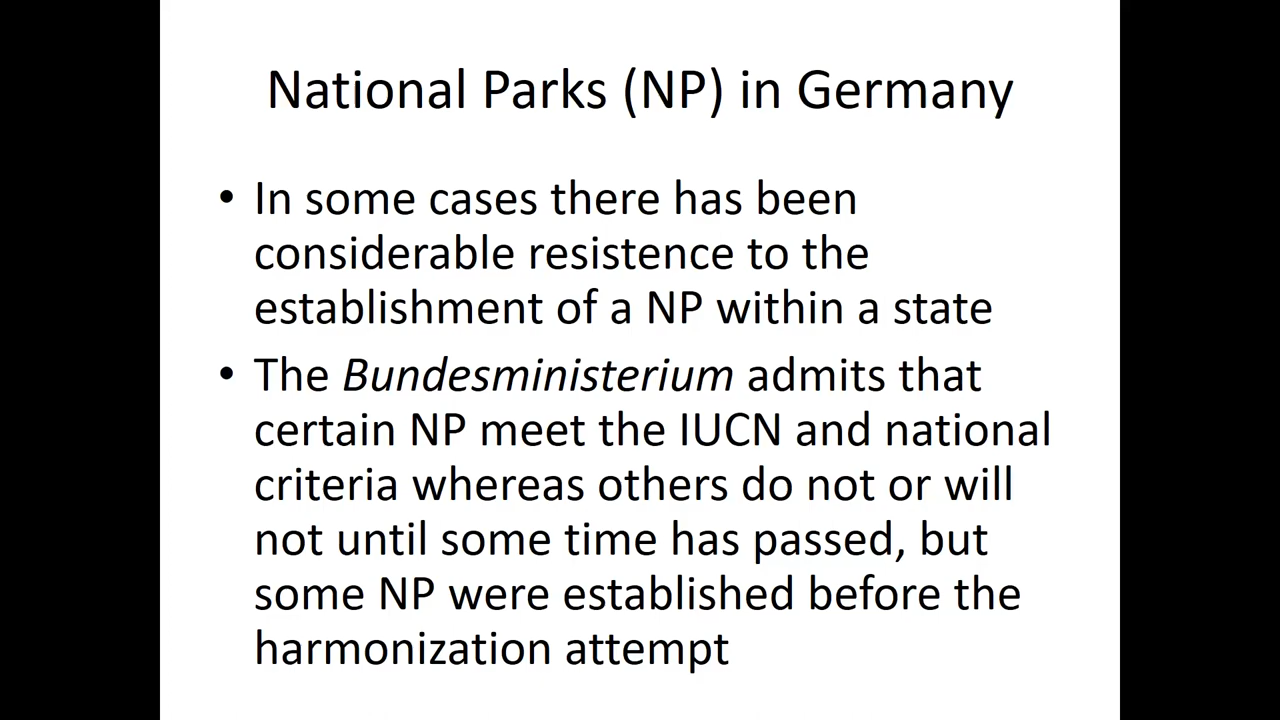 National Parks (NP) in Germany
• In some cases there has been
considerable resistence to the
establishment of a NP within a state
• The Bundesministerium admits that
certain NP meet the IUCN and national
criteria whereas others do not or will
not until some time has passed, but
some NP were established before the
harmonization attempt